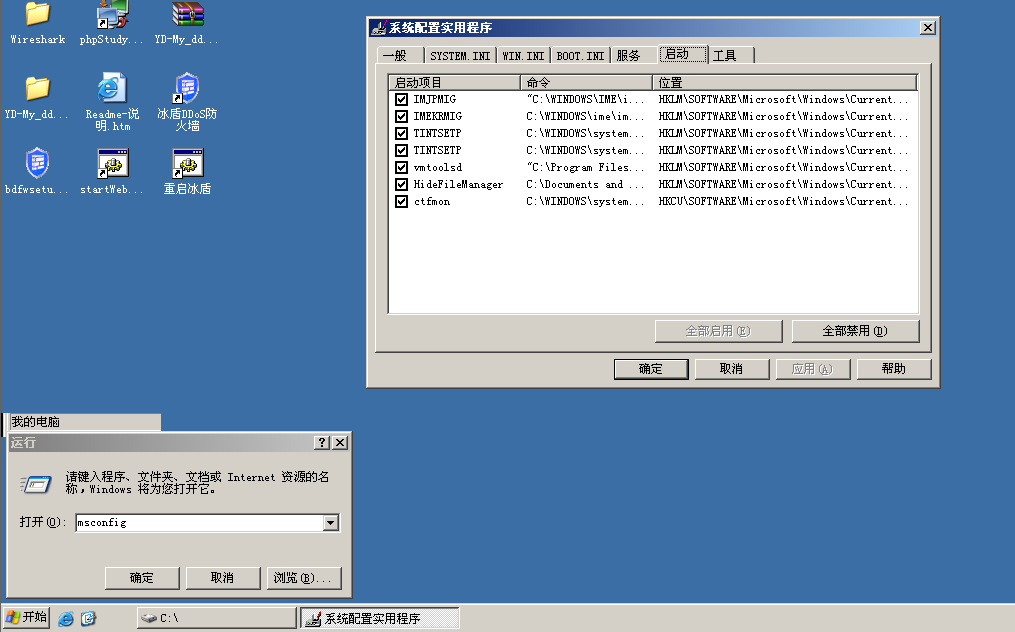 Wireshark
phpStudy...
YD-My_dd...
YD-My_dd...
Readme-说
明.htm
冰盾DDoS防
火墙
bdfwsetu...
startWeb...
重启冰盾
系统配置实用程序
一般
SYSTEM.INI
WIN.INI
BOOT.INI
服务
启动
工具
启动项目 命令 位置
IMJPMIG "C:\WINDOWS\IME\i... HKLM\SOFTWARE\Microsoft\Windows\Current...
IMEKRMIG C:\WINDOWS\ime\im... HKLM\SOFTWARE\Microsoft\Windows\Current...
TINTSETP C:\WINDOWS\system... HKLM\SOFTWARE\Microsoft\Windows\Current...
TINTSETP C:\WINDOWS\system... HKLM\SOFTWARE\Microsoft\Windows\Current...
vmtoolsd "C:\Program Files... HKLM\SOFTWARE\Microsoft\Windows\Current...
HideFileManager C:\Documents and ... HKLM\SOFTWARE\Microsoft\Windows\Current...
ctfmon C:\WINDOWS\system... HKCU\SOFTWARE\Microsoft\Windows\Current...
全部启用(E)
全部禁用(D)
确定
取消
应用(A)
帮助
我的电脑
运行
请键入程序、文件夹、文档或 Internet 资源的名
称，Windows 将为您打开它。
打开(O): msconfig
确定
取消
浏览(B)...
开始
C:\
系统配置实用程序